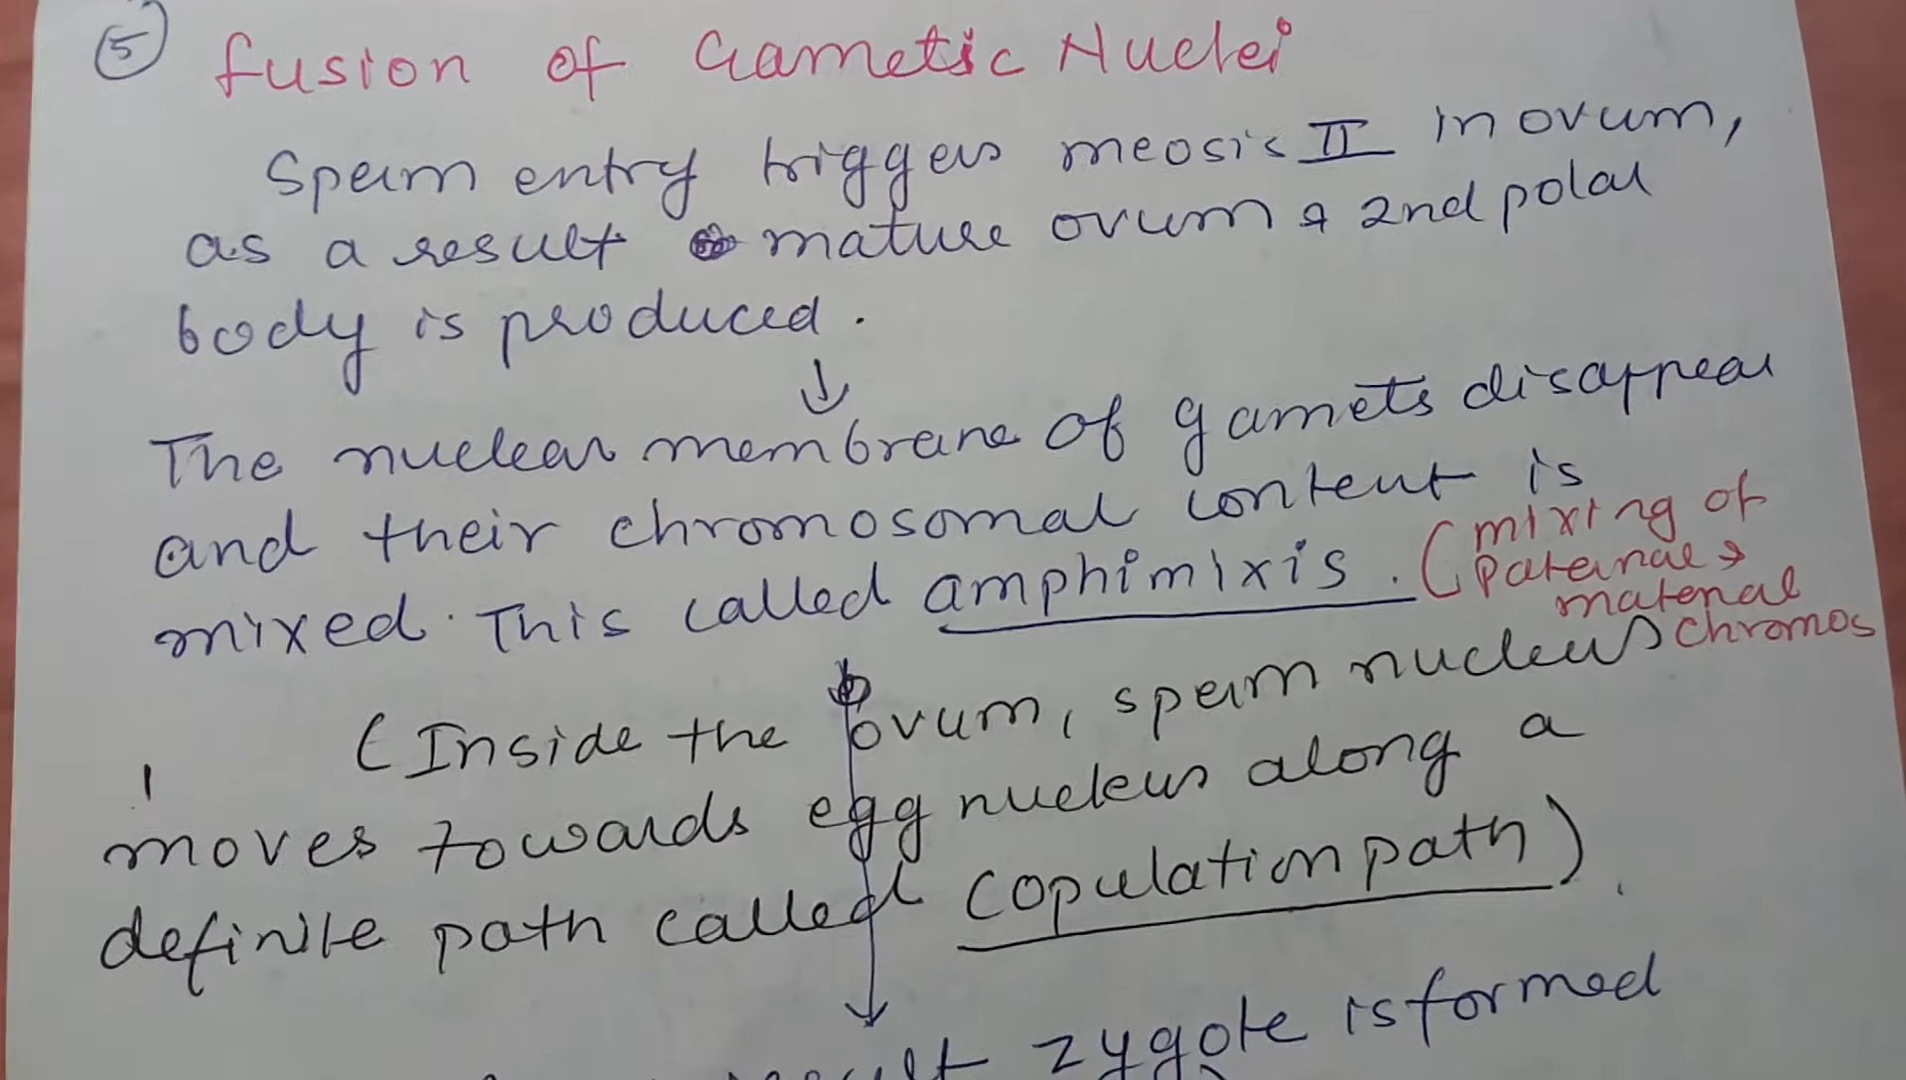 5 Fusion of Gametic Nuclei
Sperm entry triggers meosis II in ovum,
as a result mature ovum & 2nd polar
body is produced.
↓
The nuclear membrane of gamets disappear
and their chromosomal content is
mixed. This called amphimixis. (mixing of
paternal &
maternal
chromos
(Inside the ovum, sperm nucleus
moves towards egg nucleus along a
definite path called copulation path).
↓
result zygote is formed